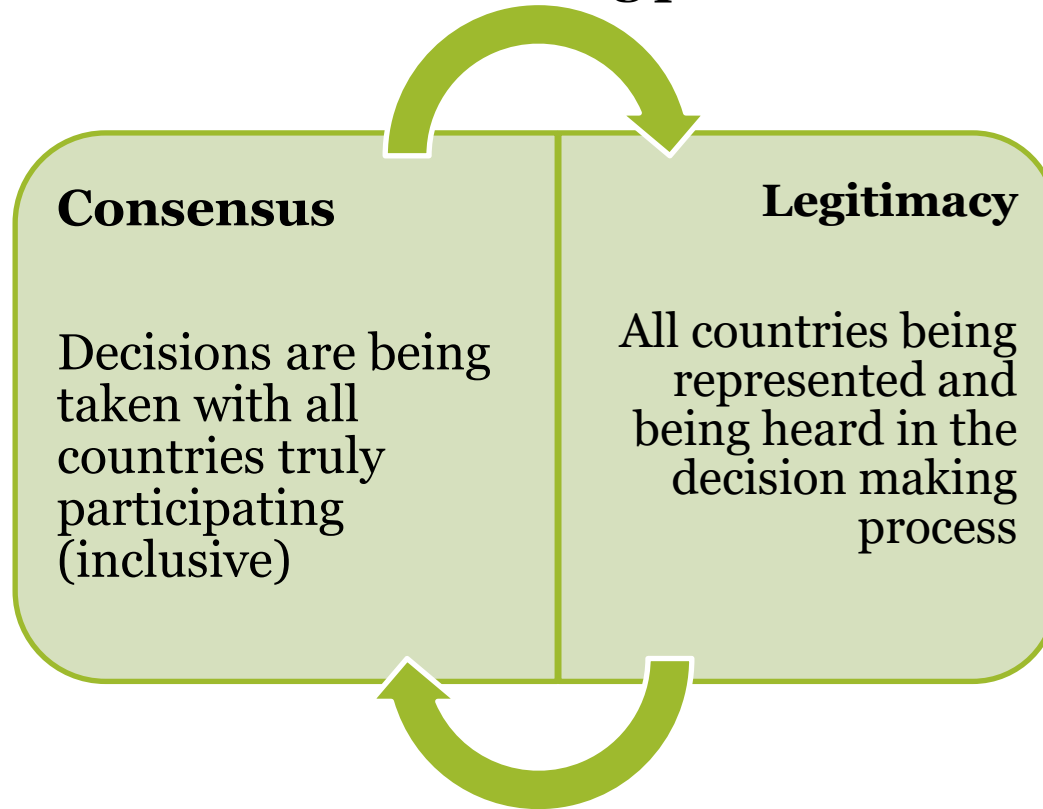 Consensus
Decisions are being
taken with all
countries truly
participating
(inclusive)
Legitimacy
All countries being
represented and
being heard in the
decision making
process